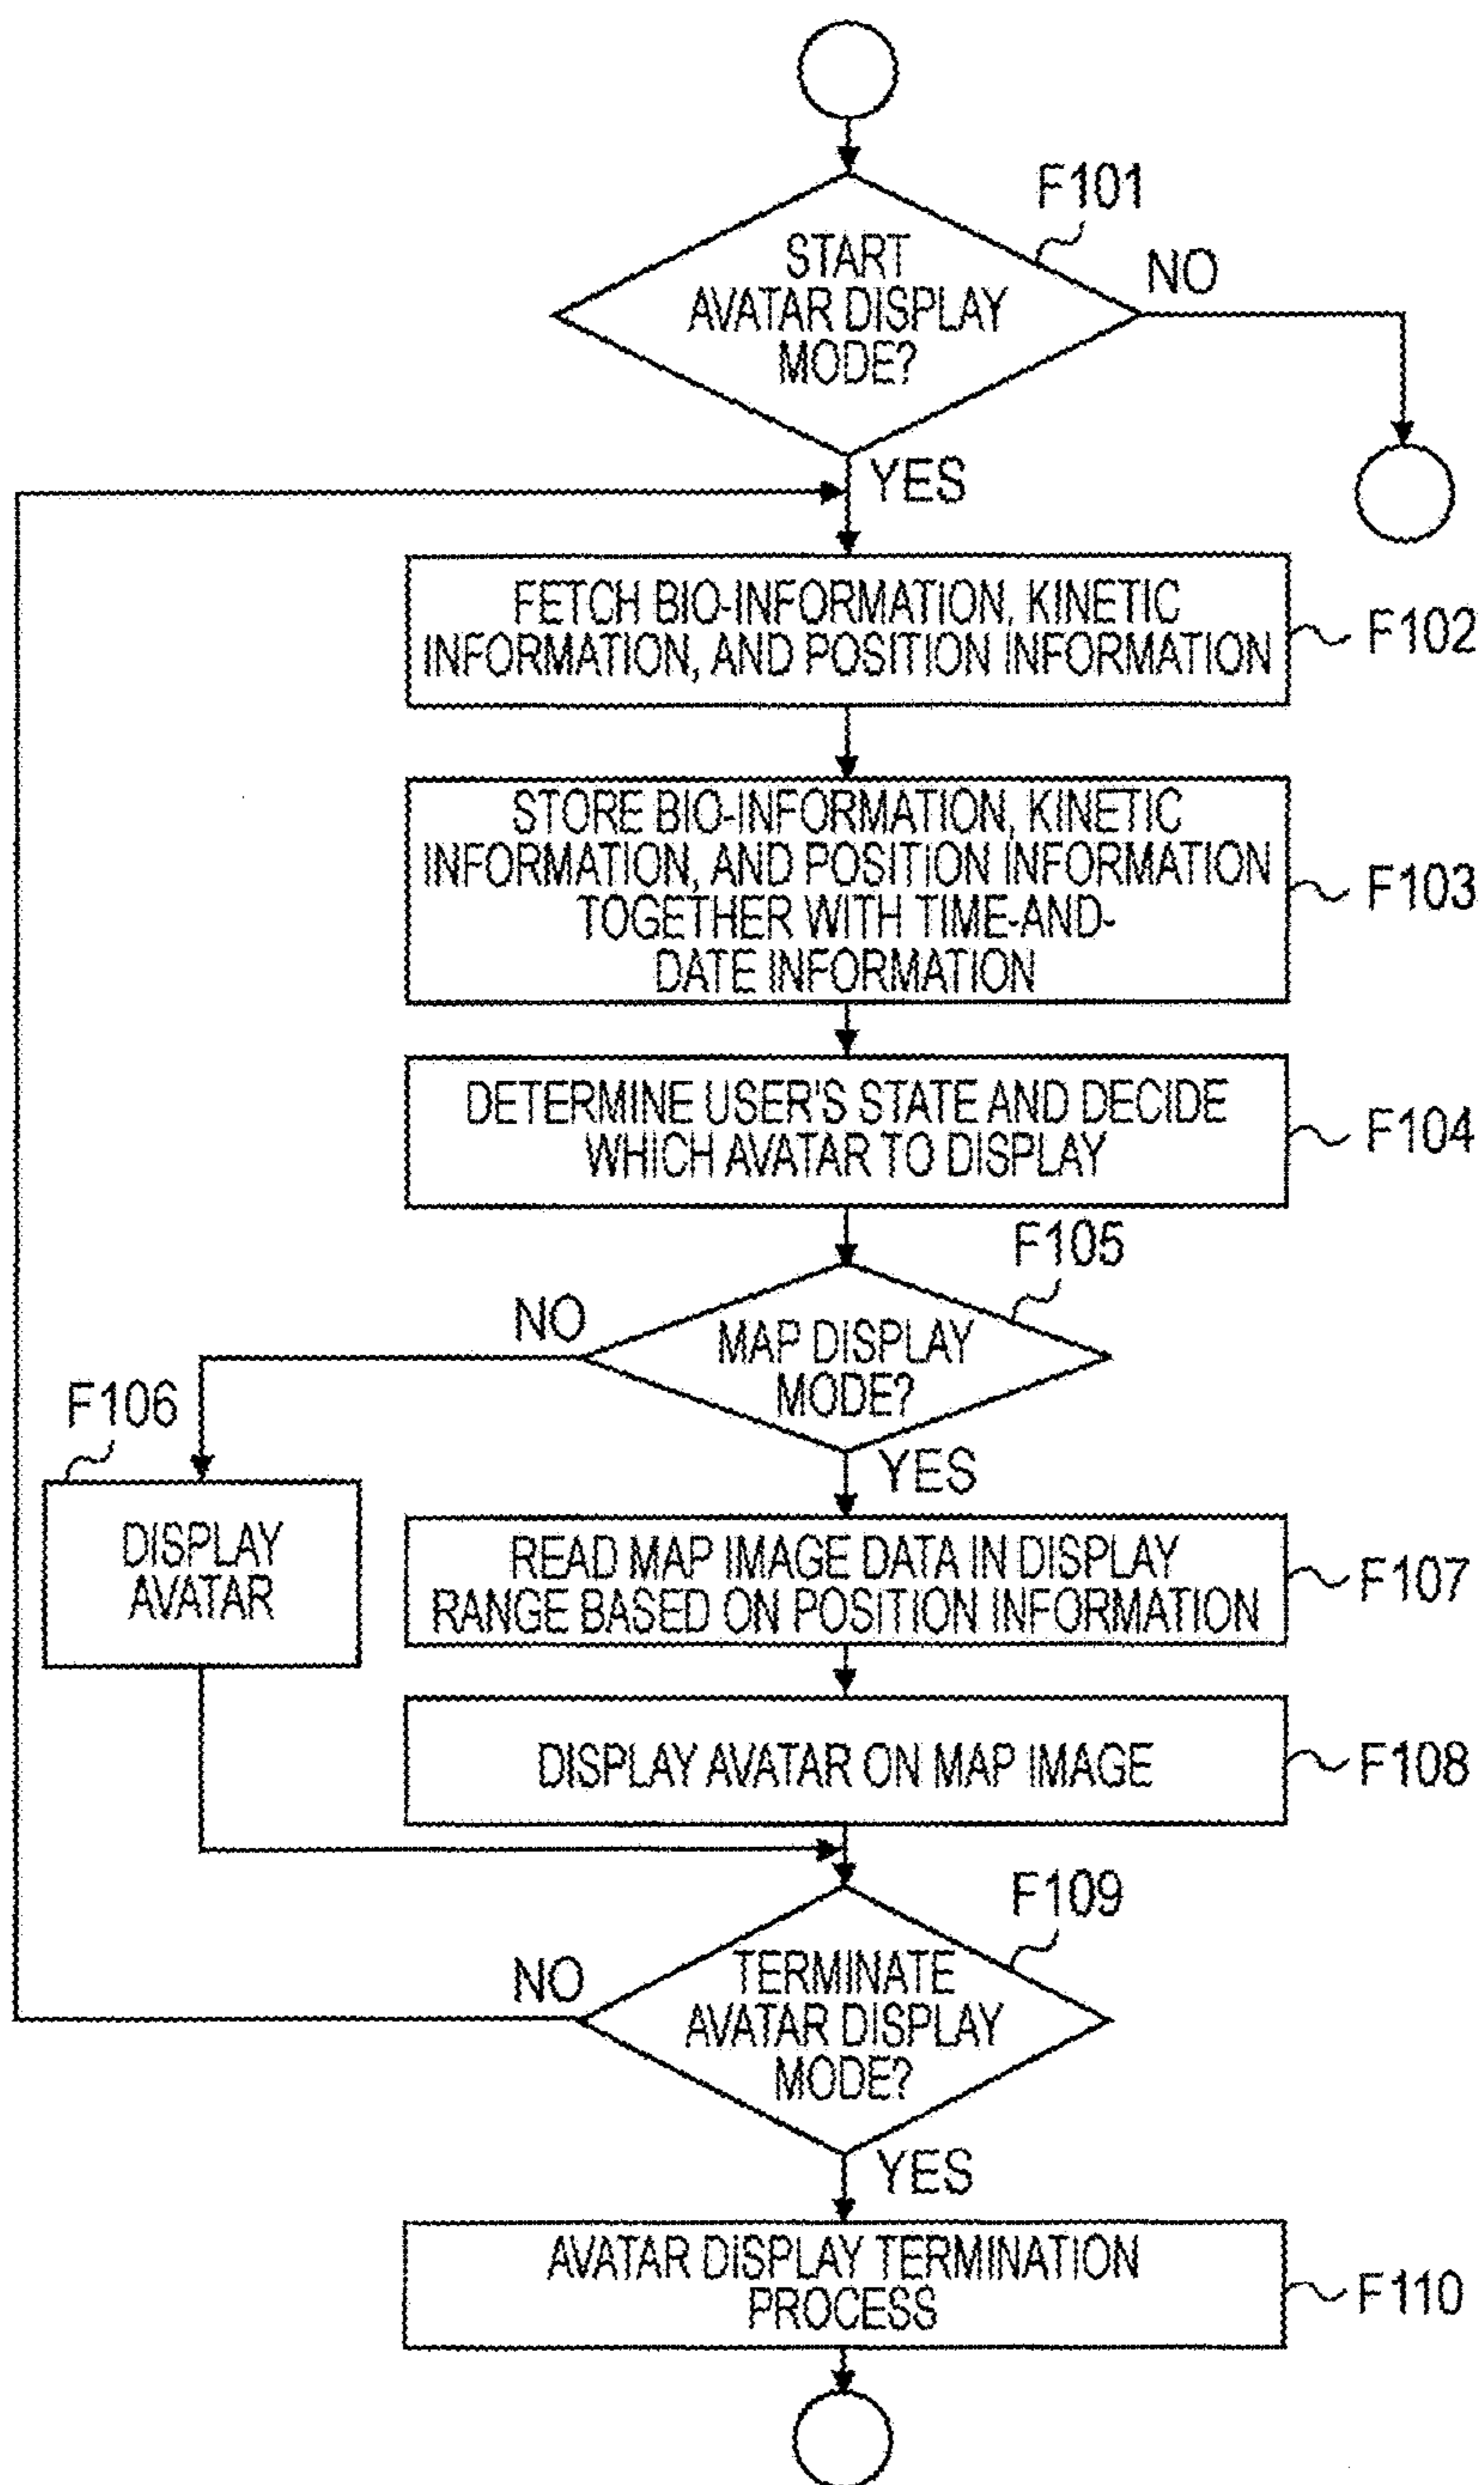 F101
START
AVATAR DISPLAY
MODE?
NO
YES
FETCH BIO-INFORMATION, KINETIC
INFORMATION, AND POSITION INFORMATION
F102
STORE BIO-INFORMATION, KINETIC
INFORMATION, AND POSITION INFORMATION
TOGETHER WITH TIME-AND-
DATE INFORMATION
F103
DETERMINE USER'S STATE AND DECIDE
WHICH AVATAR TO DISPLAY
F104
F105
NO
MAP DISPLAY
MODE?
YES
F106
DISPLAY
AVATAR
READ MAP IMAGE DATA IN DISPLAY
RANGE BASED ON POSITION INFORMATION
F107
DISPLAY AVATAR ON MAP IMAGE
F108
F109
NO
TERMINATE
AVATAR DISPLAY
MODE?
YES
AVATAR DISPLAY TERMINATION
PROCESS
F110